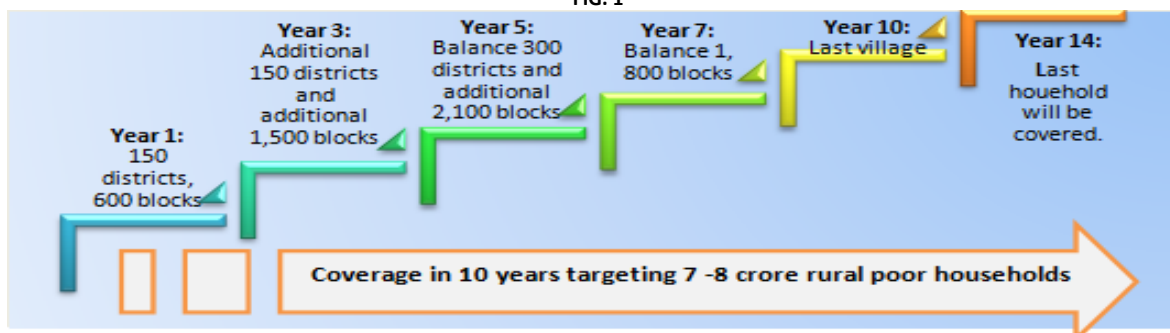 FIG. 1
Year 1:
150
districts,
600 blocks
Year 3:
Additional
150 districts
and
additional
1,500 blocks
Year 5:
Balance 300
districts and
additional
2,100 blocks
Year 7:
Balance 1,
800 blocks
Year 10:
Last village
Year 14:
Last
houehold
will be
covered.
Coverage in 10 years targeting 7 -8 crore rural poor households